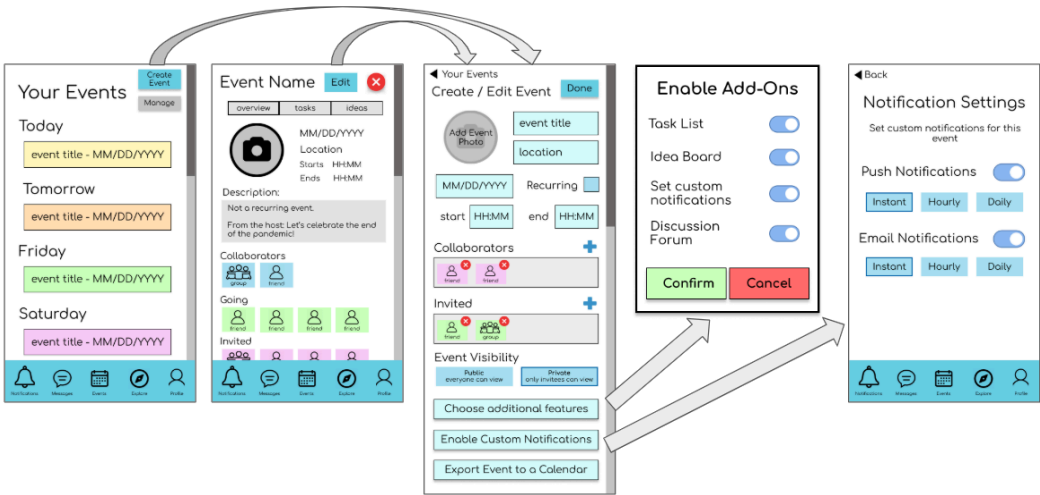 Your Events
Create
Event
Manage
Today
event title - MM/DD/YYYY
Tomorrow
event title - MM/DD/YYYY
Friday
event title - MM/DD/YYYY
Saturday
event title - MM/DD/YYYY
Notifications
Messages
Events
Explore
Profile
Event Name
Edit
overview
tasks
ideas
MM/DD/YYYY
Location
Starts HH:MM
Ends HH:MM
Description:
Not a recurring event.
From the host: Let's celebrate the end
of the pandemic!
Collaborators
group
friend
Going
friend
friend
friend
friend
Invited
Notifications
Messages
Events
Explore
Profile
Your Events
Create / Edit Event
Done
Add Event
Photo
event title
location
MM/DD/YYYY
Recurring
start
HH:MM
end
HH:MM
Collaborators
friend
friend
Invited
friend
group
Event Visibility
Public
everyone can view
Private
only invitees can view
Choose additional features
Enable Custom Notifications
Export Event to a Calendar
Enable Add-Ons
Task List
Idea Board
Set custom
notifications
Discussion
Forum
Confirm
Cancel
Back
Notification Settings
Set custom notifications for this
event
Push Notifications
Instant
Hourly
Daily
Email Notifications
Instant
Hourly
Daily
Notifications
Messages
Events
Explore
Profile